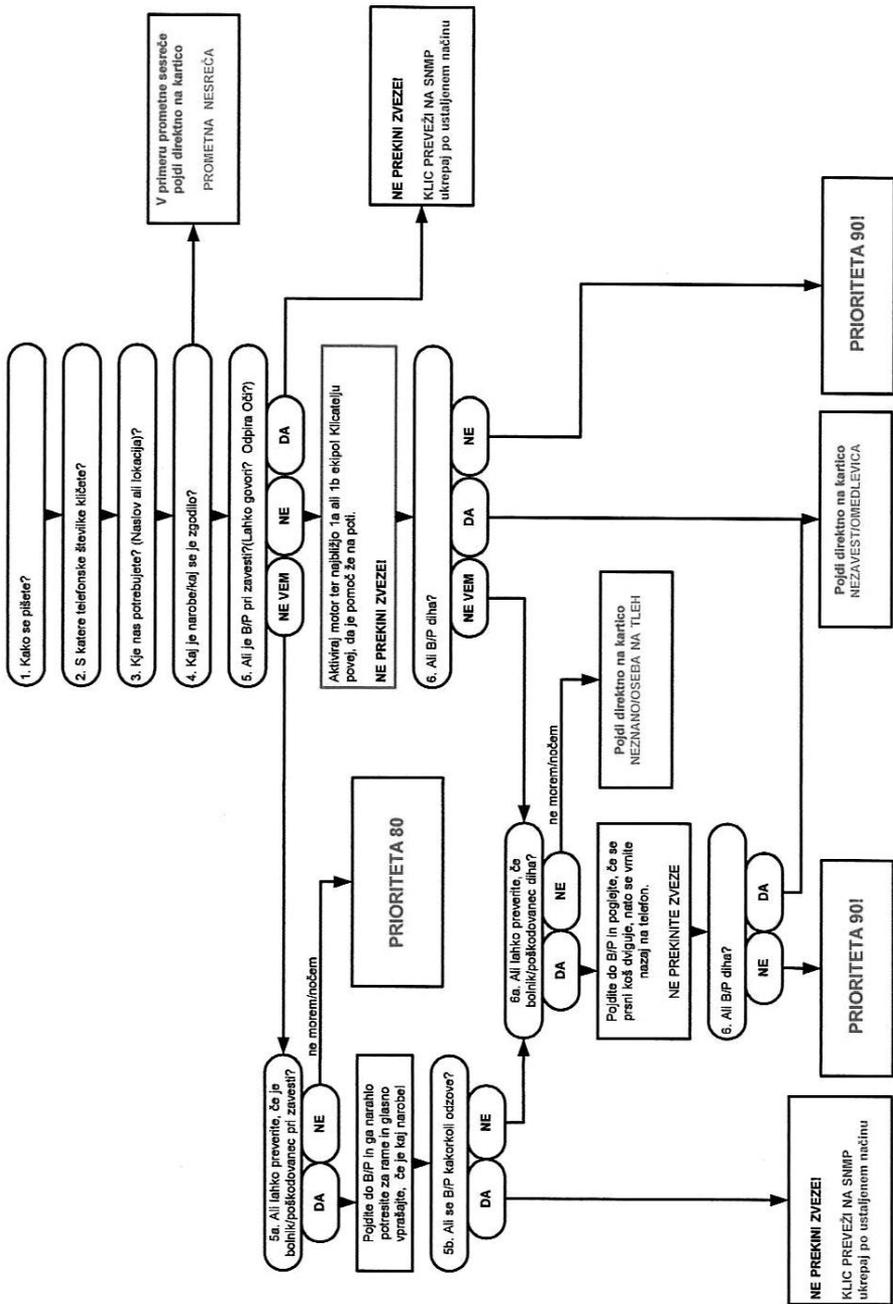 1. Kako se pišete?
2. S katere telefonske številke kličete?
3. Kje nas potrebujete? (Naslov ali lokacija)?
4. Kaj je narobe/kaj se je zgodilo?
V primeru prometne sesreče
pojdi direktno na kartico
PROMETNA NESREČA
5. Ali je B/P pri zavesti?(Lahko govori? Odpira Oči?)
NE VEM
NE
DA
NE PREKINI ZVEZE!
KLIC PREVEŽI NA SNMP
ukrepaj po ustaljenem načinu
Aktiviraj motor ter najbližjo 1a ali 1b ekipo! Klicatelju
povej, da je pomoč že na poti.
NE PREKINI ZVEZE!
6. Ali B/P diha?
NE VEM
DA
NE
PRIORITETA 90!
Pojdi direktno na kartico
NEZAVEST/OMEDLEVICA
5a. Ali lahko preverite, če je
bolnik/poškodovanec pri zavesti?
DA
NE
ne morem/nočem
PRIORITETA 80
Pojdite do B/P in ga narahlo
potresite za rame in glasno
vprašajte, če je kaj narobe!
5b. Ali se B/P kakorkoli odzove?
DA
NE
NE PREKINI ZVEZE!
KLIC PREVEŽI NA SNMP
ukrepaj po ustaljenem načinu
6a. Ali lahko preverite, če
bolnik/poškodovanec diha?
DA
NE
ne morem/nočem
Pojdi direktno na kartico
NEZNANO/OSEBA NA TLEH
Pojdite do B/P in poglejte, če se
prsni koš dviguje, nato se vrnite
nazaj na telefon.
NE PREKINITE ZVEZE
6. Ali B/P diha?
NE
DA
PRIORITETA 90!